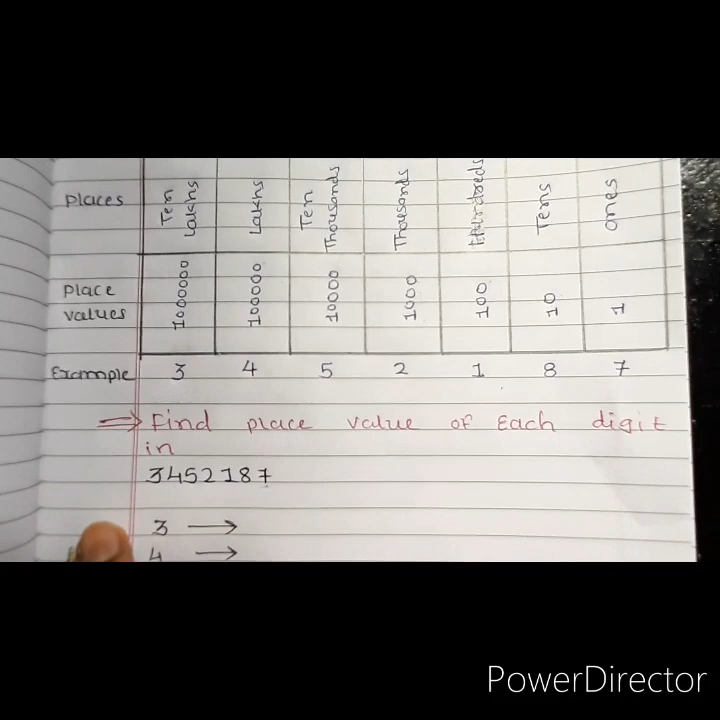 Places Ten Lakhs Lakhs Ten Thousands Thousands Hundreds Tens ones
Place values 1000000 100000 10000 1000 100 10 1
Example 3 4 5 2 1 8 7
⇒ Find place value of Each digit
in
3452187
3 →
4 →
PowerDirector